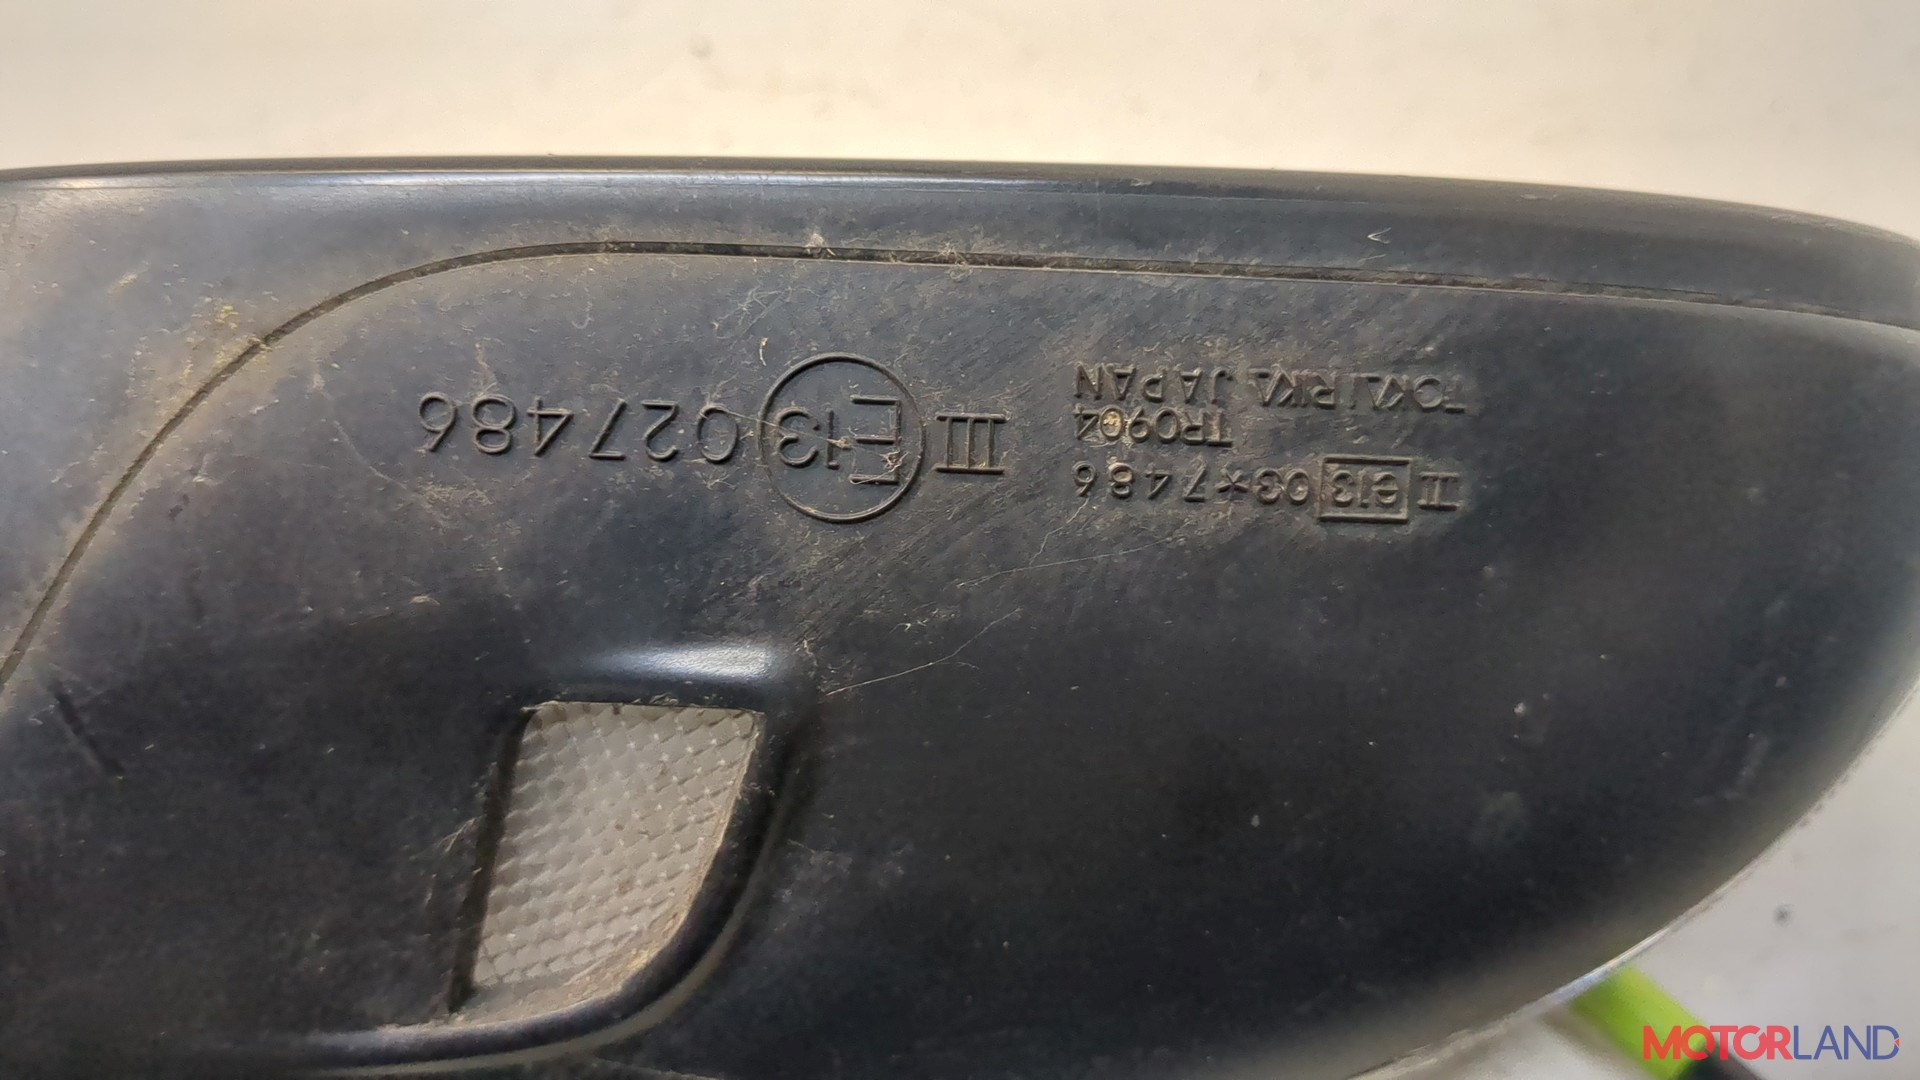 II e13 03*7486
TR0904
TOKAI RIKA, JAPAN
III E13 027486
MOTORLAND